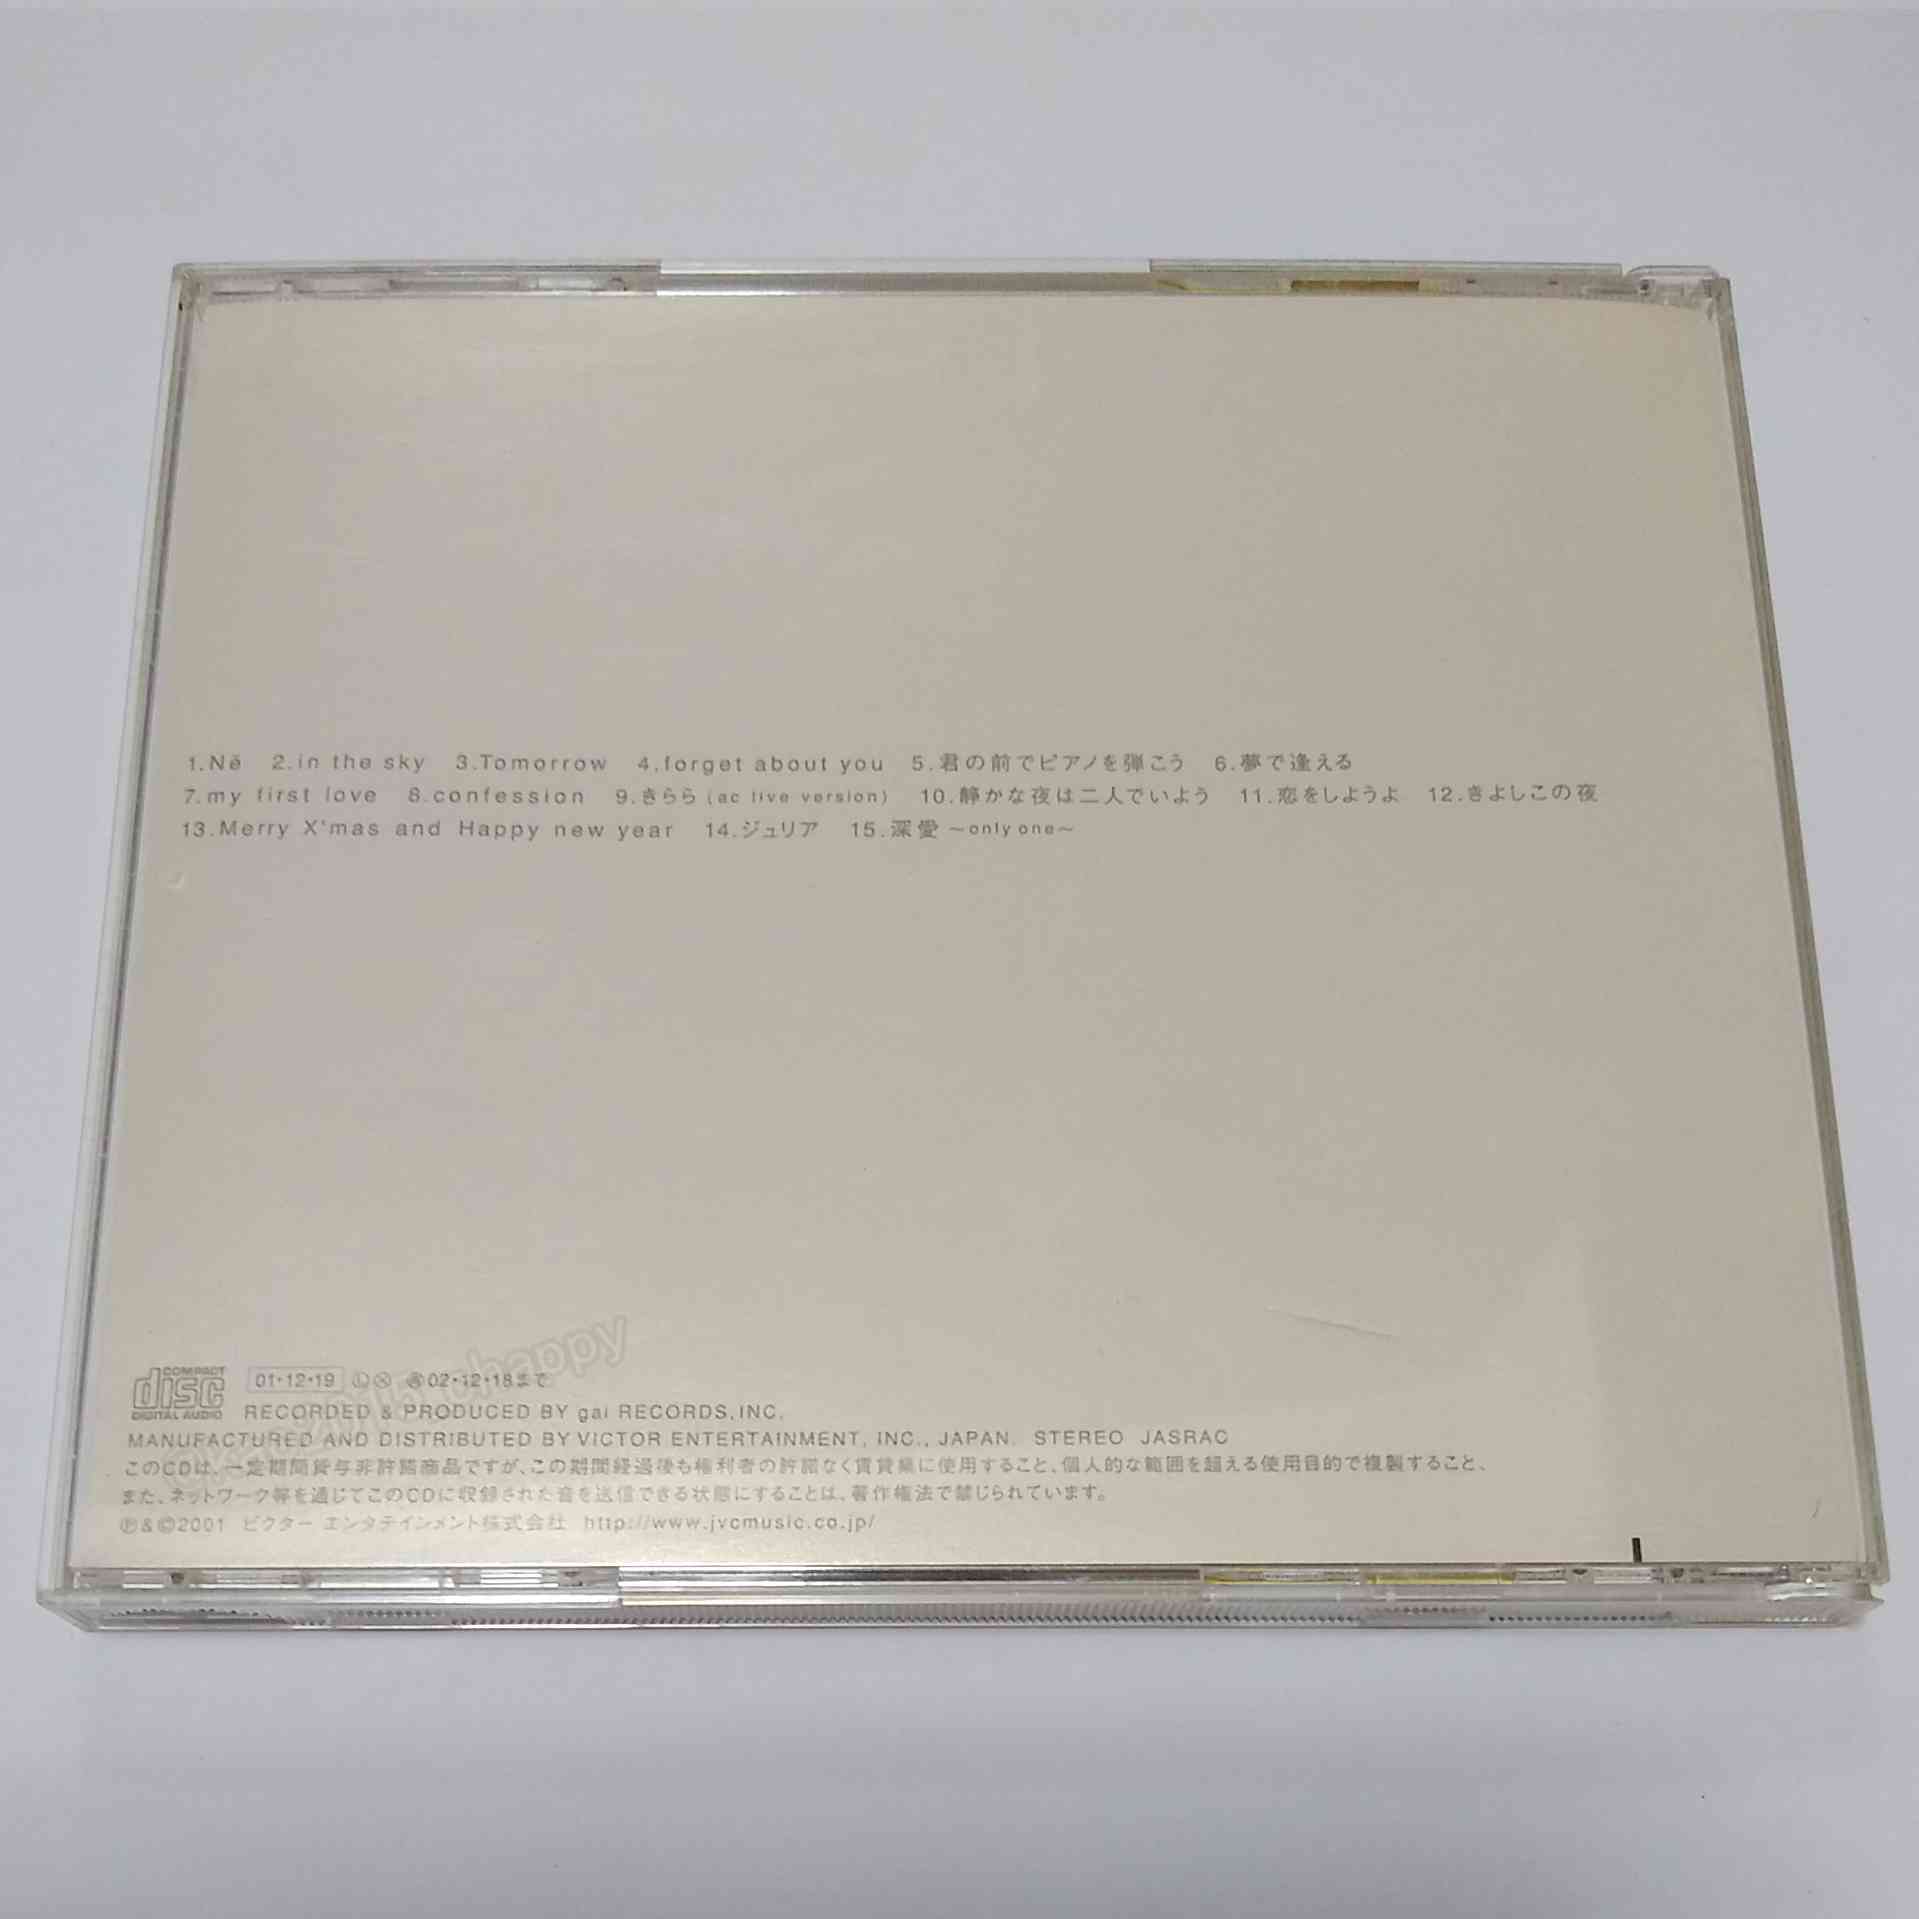 1.Ně 2.in the sky 3.Tomorrow 4.forget about you 5.君の前でピアノを弾こう 6.夢で逢える
7.my first love 8.confession 9.きらら (ac live version) 10.静かな夜は二人でいよう 11.恋をしようよ 12.きよしこの夜
13.Merry X'mas and Happy new year 14.ジュリア 15.深愛 〜only one〜
COMPACT
disc
DIGITAL AUDIO
01・12・19 Ⓛ Ⓧ 02・12・18まで
RECORDED & PRODUCED BY gai RECORDS, INC.
MANUFACTURED AND DISTRIBUTED BY VICTOR ENTERTAINMENT, INC., JAPAN. STEREO JASRAC
このCDは、一定期間貸与非許諾商品ですが、この期間経過後も権利者の許諾なく賃貸業に使用すること、個人的な範囲を超える使用目的で複製すること、
また、ネットワーク等を通じてこのCDに収録された音を送信できる状態にすることは、著作権法で禁じられています。
Ⓟ&©2001 ビクター エンタテインメント株式会社 http://www.jvcmusic.co.jp/
happy